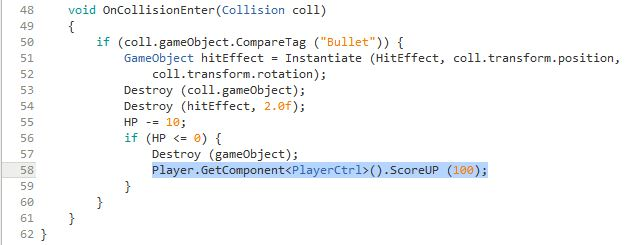 48 void OnCollisionEnter(Collision coll)
49 {
50 if (coll.gameObject.CompareTag ("Bullet")) {
51 GameObject hitEffect = Instantiate (HitEffect, coll.transform.position,
52 coll.transform.rotation);
53 Destroy (coll.gameObject);
54 Destroy (hitEffect, 2.0f);
55 HP -= 10;
56 if (HP <= 0) {
57 Destroy (gameObject);
58 Player.GetComponent<PlayerCtrl>().ScoreUP (100);
59 }
60 }
61 }
62 }